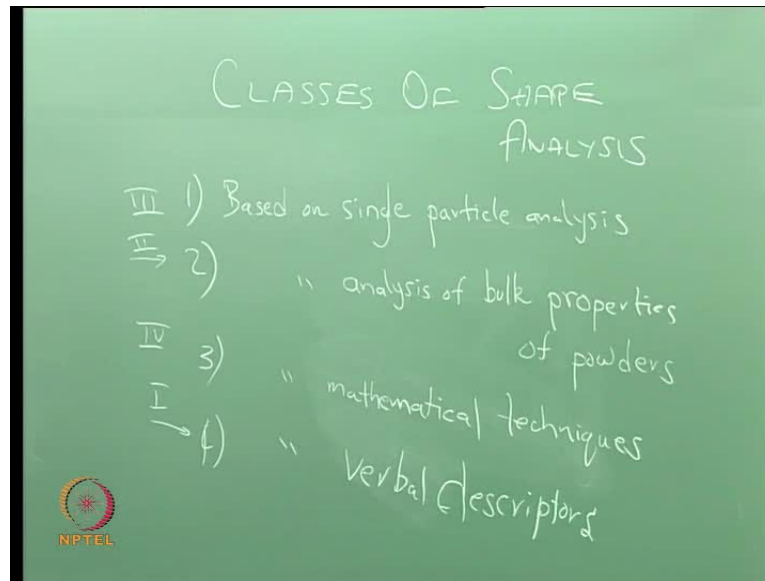 CLASSES OF SHAPE
ANALYSIS
III 1) Based on single particle analysis
II → 2) " analysis of bulk properties
of powders
IV 3) " mathematical techniques
I → 4) " verbal descriptors
NPTEL